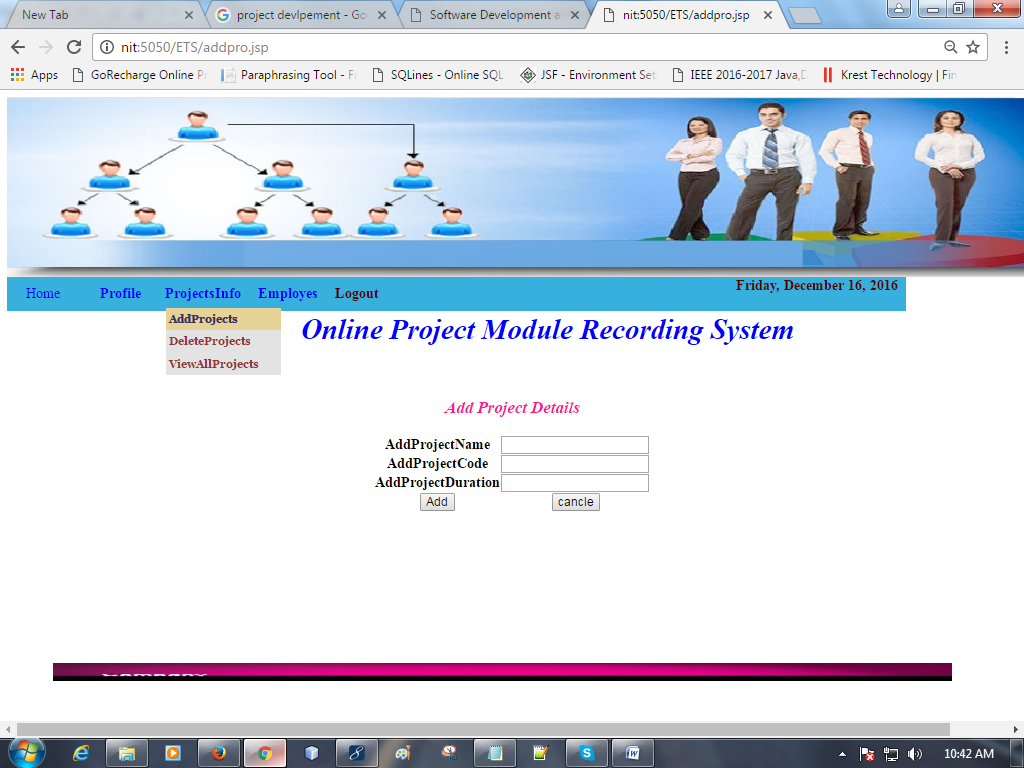 New Tab
project devlpement - Goo
Software Development a
nit:5050/ETS/addpro.jsp
nit:5050/ETS/addpro.jsp
Apps
GoRecharge Online P
Paraphrasing Tool - F
SQLines - Online SQL
JSF - Environment Set
IEEE 2016-2017 Java,D
Krest Technology | Fin
Home Profile ProjectsInfo Employes Logout
Friday, December 16, 2016
AddProjects
DeleteProjects
ViewAllProjects
Online Project Module Recording System
Add Project Details
AddProjectName
AddProjectCode
AddProjectDuration
Add cancle
10:42 AM